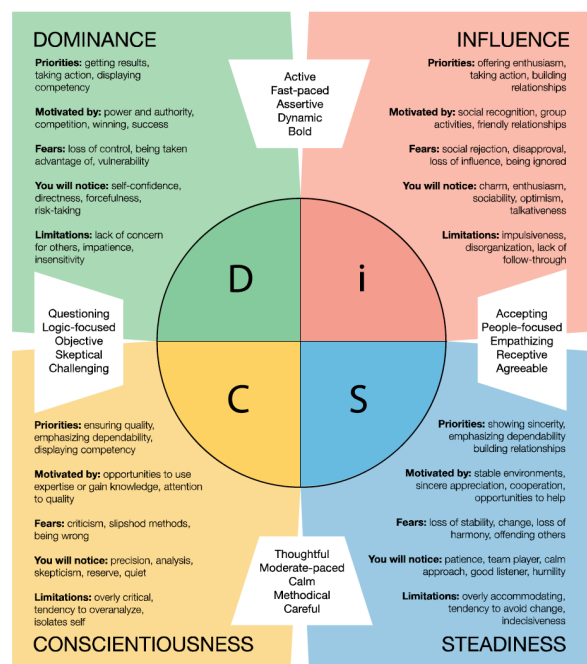 DOMINANCE
Priorities: getting results,
taking action, displaying
competency
Motivated by: power and authority,
competition, winning, success
Fears: loss of control, being taken
advantage of, vulnerability
You will notice: self-confidence,
directness, forcefulness,
risk-taking
Limitations: lack of concern
for others, impatience,
insensitivity
Active
Fast-paced
Assertive
Dynamic
Bold
INFLUENCE
Priorities: offering enthusiasm,
taking action, building
relationships
Motivated by: social recognition, group
activities, friendly relationships
Fears: social rejection, disapproval,
loss of influence, being ignored
You will notice: charm, enthusiasm,
sociability, optimism,
talkativeness
Limitations: impulsiveness,
disorganization, lack of
follow-through
D
i
Questioning
Logic-focused
Objective
Skeptical
Challenging
Accepting
People-focused
Empathizing
Receptive
Agreeable
C
S
Priorities: ensuring quality,
emphasizing dependability,
displaying competency
Motivated by: opportunities to use
expertise or gain knowledge, attention
to quality
Fears: criticism, slipshod methods,
being wrong
You will notice: precision, analysis,
skepticism, reserve, quiet
Limitations: overly critical,
tendency to overanalyze,
isolates self
CONSCIENTIOUSNESS
Thoughtful
Moderate-paced
Calm
Methodical
Careful
Priorities: showing sincerity,
emphasizing dependability
building relationships
Motivated by: stable environments,
sincere appreciation, cooperation,
opportunities to help
Fears: loss of stability, change, loss of
harmony, offending others
You will notice: patience, team player, calm
approach, good listener, humility
Limitations: overly accommodating,
tendency to avoid change,
indecisiveness
STEADINESS